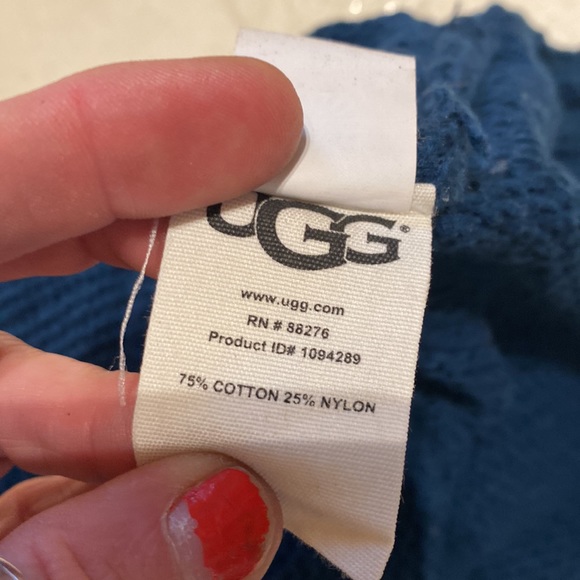 UGG®
www.ugg.com
RN # 88276
Product ID# 1094289
75% COTTON 25% NYLON